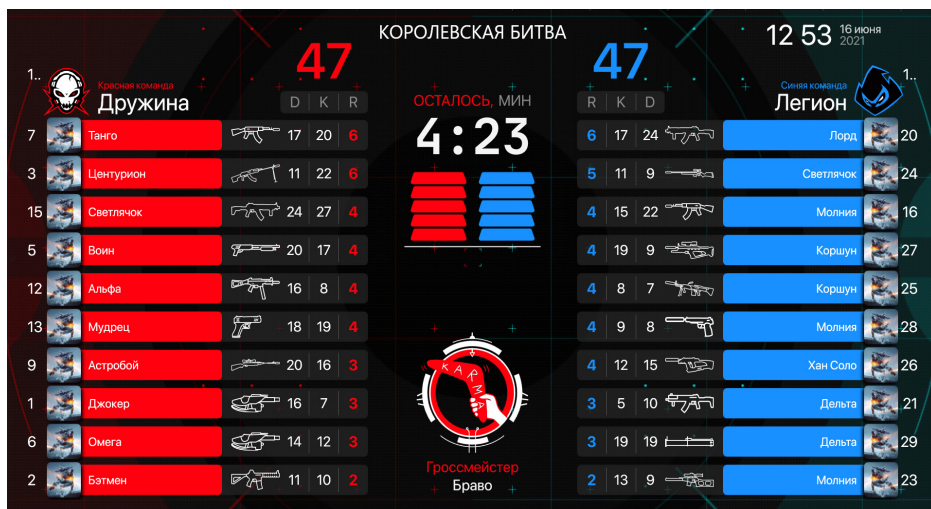 КОРОЛЕВСКАЯ БИТВА
12 53 16 июня 2021
47
47
1..
Красная команда
Дружина
D K R
ОСТАЛОСЬ, МИН
4:23
R K D
Синяя команда
Легион
1..
7 Танго 17 20 6
3 Центурион 11 22 6
15 Светлячок 24 27 4
5 Воин 20 17 4
12 Альфа 16 8 4
13 Мудрец 18 19 4
9 Астробой 20 16 3
1 Джокер 16 7 3
6 Омега 14 12 3
2 Бэтмен 11 10 2
6 17 24 Лорд 20
5 11 9 Светлячок 24
4 15 22 Молния 16
4 19 9 Коршун 27
4 8 7 Коршун 25
4 9 8 Молния 28
4 12 15 Хан Соло 26
3 5 10 Дельта 21
3 19 19 Дельта 29
2 13 9 Молния 23
KARMA
Гроссмейстер
Браво